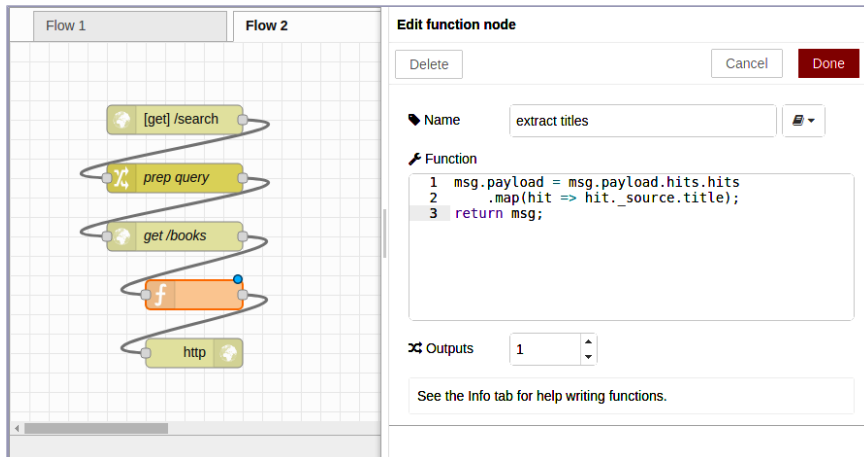 Flow 1
Flow 2
[get] /search
prep query
get /books
http
Edit function node
Delete
Cancel
Done
Name
extract titles
Function
1 msg.payload = msg.payload.hits.hits
2 .map(hit => hit._source.title);
3 return msg;
Outputs
1
See the Info tab for help writing functions.